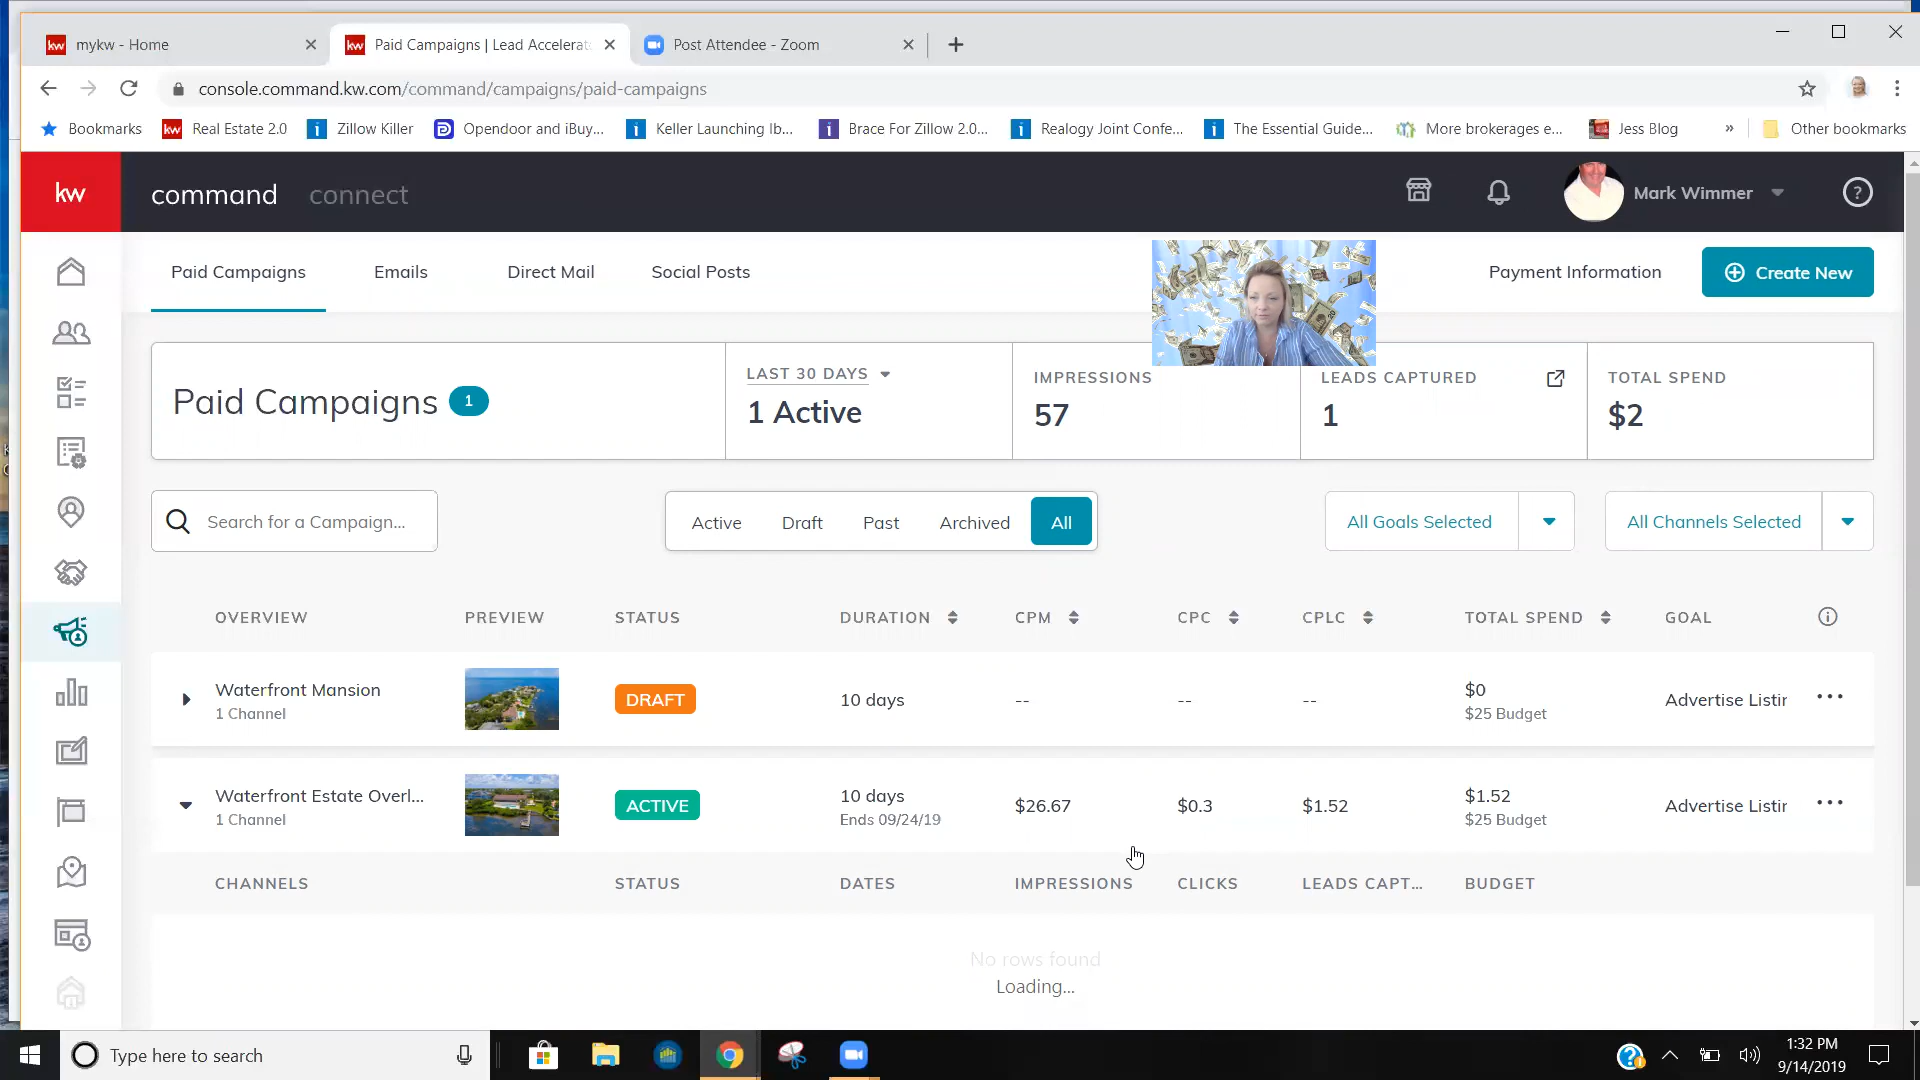 kw mykw - Home
kw Paid Campaigns | Lead Accelerat
Post Attendee - Zoom
console.command.kw.com/command/campaigns/paid-campaigns
Bookmarks
kw Real Estate 2.0
i Zillow Killer
Opendoor and iBuy...
i Keller Launching Ib...
i Brace For Zillow 2.0...
i Realogy Joint Confe...
i The Essential Guide...
More brokerages e...
Jess Blog
»
Other bookmarks
kw
command connect
Mark Wimmer
?
Paid Campaigns
Emails
Direct Mail
Social Posts
Payment Information
Create New
Paid Campaigns 1
LAST 30 DAYS
1 Active
IMPRESSIONS
57
LEADS CAPTURED
1
TOTAL SPEND
$2
Search for a Campaign...
Active Draft Past Archived All
All Goals Selected
All Channels Selected
OVERVIEW PREVIEW STATUS DURATION CPM CPC CPLC TOTAL SPEND GOAL
Waterfront Mansion
1 Channel
DRAFT
10 days
--
--
--
$0
$25 Budget
Advertise Listir
Waterfront Estate Overl...
1 Channel
ACTIVE
10 days
Ends 09/24/19
$26.67
$0.3
$1.52
$1.52
$25 Budget
Advertise Listir
CHANNELS STATUS DATES IMPRESSIONS CLICKS LEADS CAPT... BUDGET
No rows found
Loading...
Type here to search
1:32 PM
9/14/2019